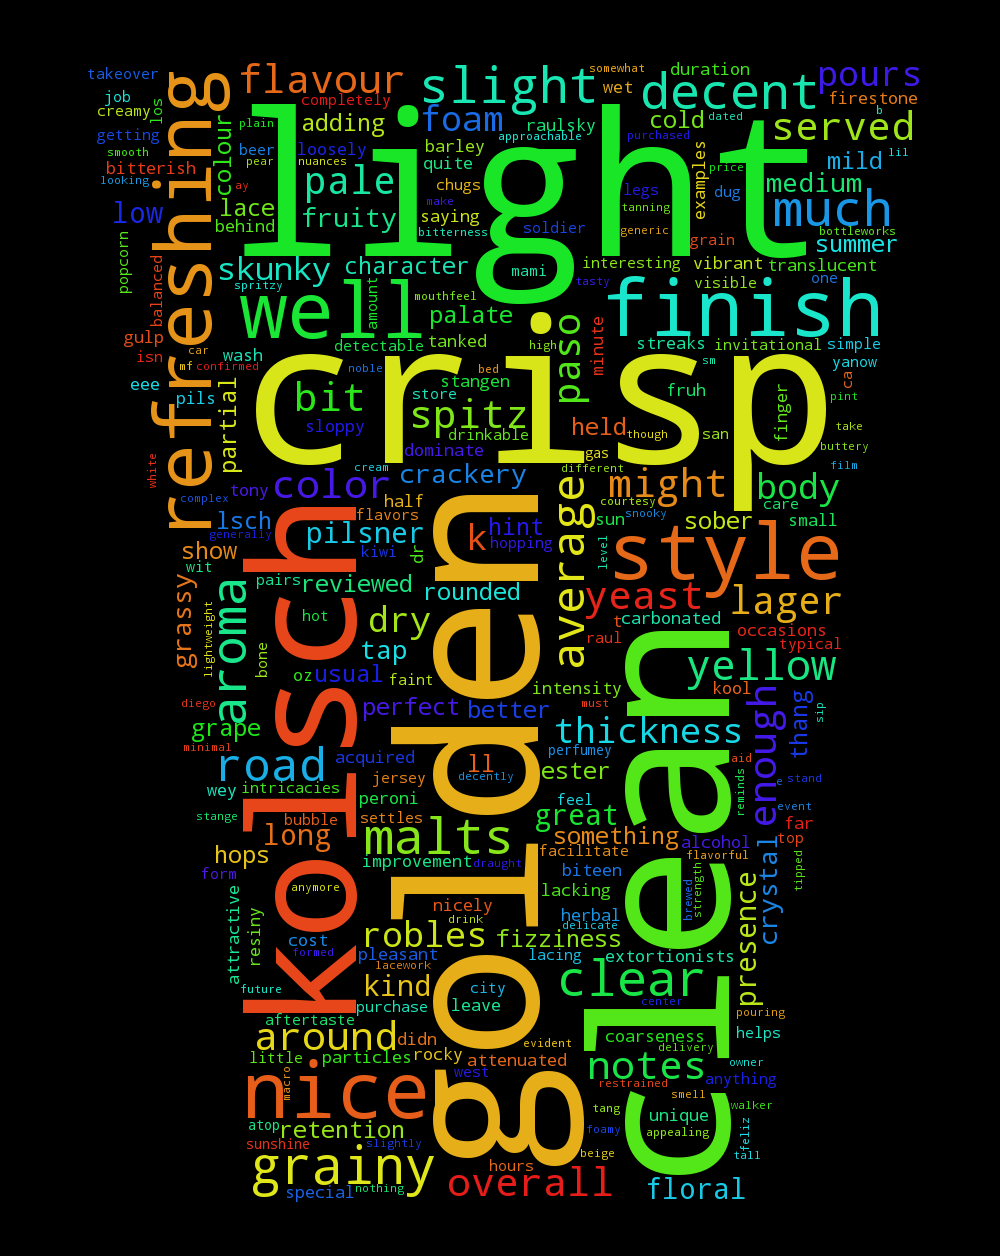 takeover
job
creamy
los
getting
smooth
bitterish
looking
plain
pear
nuances
ay
beer
completely
flavour
adding
loosely
foam
slight
barley
quite
approachable
raulsky
somewhat
wet
duration
decent
cold
purchased
dated
pours
firestone
b
served
lil
light
refreshing
colour
low
lace
behind
pale
fruity
chugs
make
saying
bitterness
soldier
legs
tanning
generic
examples
grain
price
dug
mild
medium
much
bottleworks
summer
popcorn
balanced
skunky
spritzy
character
mami
tasty
interesting
vibrant
visible
translucent
one
well
amount
mouthfeel
palate
detectable
tanked
finish
gulp
isn
car
mf
confirmed
wash
noble
high
paso
minute
streaks
invitational
simple
eee
pils
partial
crisp
bit
store
stangen
bed
sm
fruh
yanow
ca
pint
take
finger
sloppy
spitz
drinkable
held
though
san
buttery
film
white
tony
complex
color
cream
dominate
crackery
gas
different
courtesy
might
body
care
lsch
generally
half
flavors
pilsner
kiwi
dr
k
hint
hopping
average
sun
snooky
sober
small
show
wit
grassy
lightweight
pairs
reviewed
rounded
level
style
yeast
lager
hot
aroma
bone
dry
tap
t
raul
carbonated
occasions
typical
kolsch
golden
oz
usual
faint
intensity
yellow
kool
diego
grape
perfect
better
must
enough
thang
sip
minimal
road
acquired
thickness
perfumey
clean
wey
intricacies
jersey
ll
decently
ester
aid
reminds
e
stand
stange
bubble
peroni
settles
feel
great
event
long
malts
something
alcohol
far
top
hops
form
improvement
draught
facilitate
flavorful
crystal
tipped
anymore
biteen
brewed
strength
attractive
resiny
nicely
drink
lacking
herbal
delicate
presence
cost
formed
robles
fizziness
pleasant
lacework
lacing
extortionists
future
kind
city
clear
center
aftertaste
purchase
leave
pouring
around
didn
evident
coarseness
delivery
helps
little
particles
rocky
attenuated
notes
owner
macro
west
restrained
anything
nice
smell
tang
unique
walker
atop
retention
foamy
appealing
feliz
sunshine
slightly
beige
tall
grainy
hours
special
nothing
overall
floral